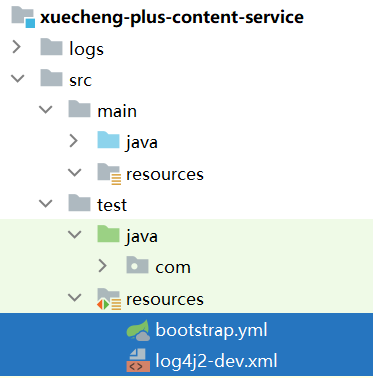 xuecheng-plus-content-service
logs
src
main
java
resources
test
java
com
resources
bootstrap.yml
log4j2-dev.xml